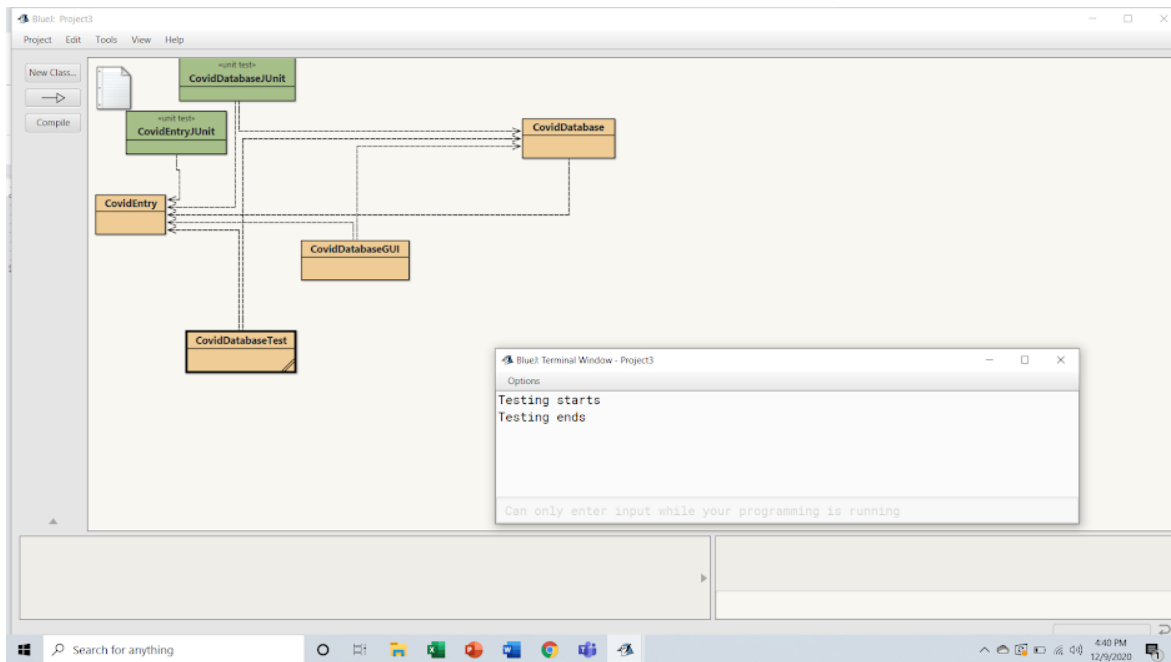 BlueJ: Project3
Project Edit Tools View Help
New Class...
Compile
«unit test»
CovidDatabaseJUnit
«unit test»
CovidEntryJUnit
CovidDatabase
CovidEntry
CovidDatabaseGUI
CovidDatabaseTest
BlueJ: Terminal Window - Project3
Options
Testing starts
Testing ends
Can only enter input while your programming is running
Search for anything
4:40 PM
12/9/2020